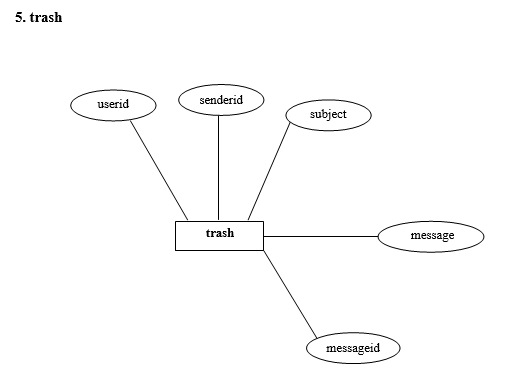 5. trash
userid
senderid
subject
trash
message
messageid